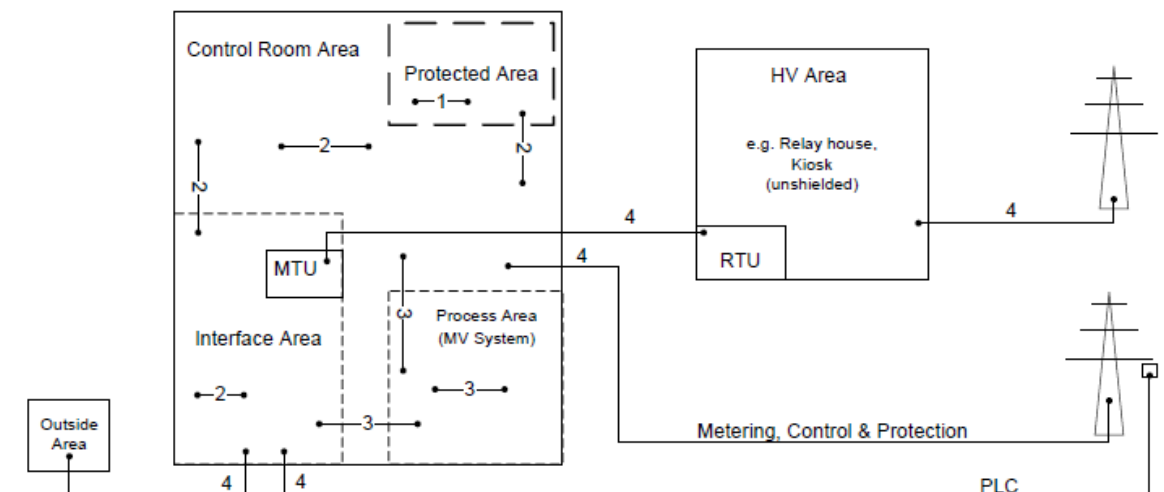 Control Room Area
Protected Area
1
2
2
2
HV Area
e.g. Relay house,
Kiosk
(unshielded)
4
4
4
MTU
RTU
3
Process Area
(MV System)
Interface Area
2
3
3
Outside
Area
Metering, Control & Protection
4
4
PLC